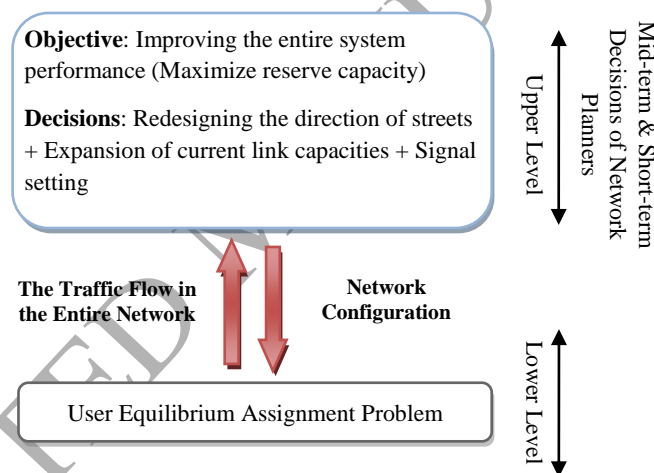 Objective: Improving the entire system
performance (Maximize reserve capacity)
Decisions: Redesigning the direction of streets
+ Expansion of current link capacities + Signal
setting
Upper Level
Mid-term & Short-term
Decisions of Network
Planners
The Traffic Flow in
the Entire Network
Network
Configuration
User Equilibrium Assignment Problem
Lower Level